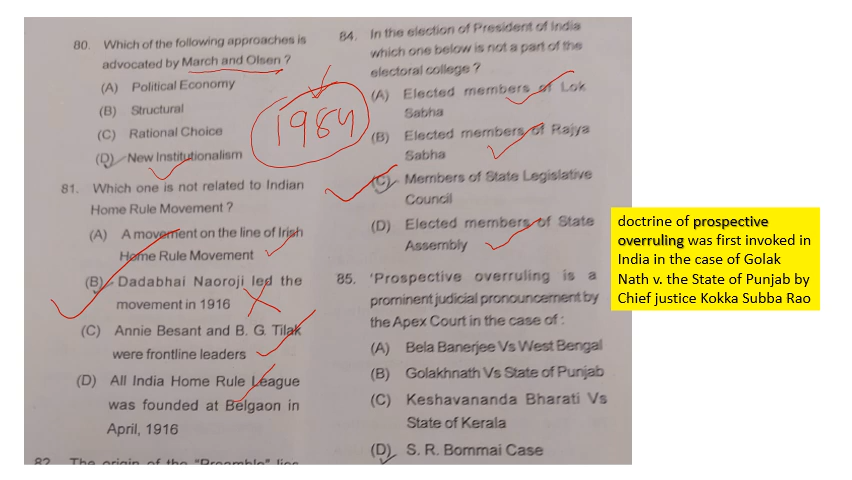 80. Which of the following approaches is
advocated by March and Olsen ?
(A) Political Economy
(B) Structural
(C) Rational Choice
(D) New Institutionalism
1984
81. Which one is not related to Indian
Home Rule Movement ?
(A) A movement on the line of Irish
Home Rule Movement
(B) Dadabhai Naoroji led the
movement in 1916
(C) Annie Besant and B. G. Tilak
were frontline leaders
(D) All India Home Rule League
was founded at Belgaon in
April, 1916
82 The origin of the "Preamble" lies
84. In the election of President of India
which one below is not a part of the
electoral college ?
(A) Elected members of Lok
Sabha
(B) Elected members of Rajya
Sabha
(C) Members of State Legislative
Council
(D) Elected members of State
Assembly
85. 'Prospective overruling is a
prominent judicial pronouncement by
the Apex Court in the case of :
(A) Bela Banerjee Vs West Bengal
(B) Golakhnath Vs State of Punjab
(C) Keshavananda Bharati Vs
State of Kerala
(D) S. R. Bommai Case
doctrine of prospective
overruling was first invoked in
India in the case of Golak
Nath v. the State of Punjab by
Chief justice Kokka Subba Rao